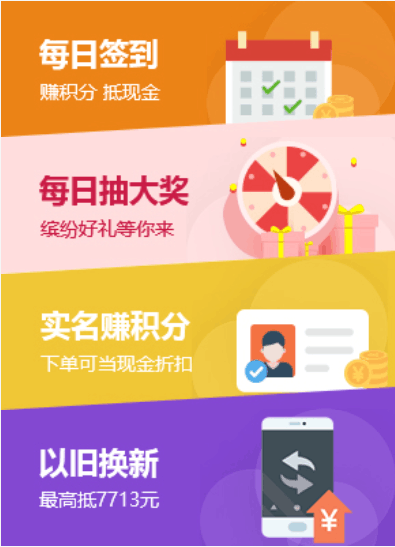 每日签到
赚积分 抵现金
每日抽大奖
缤纷好礼等你来
实名赚积分
下单可当现金折扣
¥
以旧换新
最高抵7713元
¥